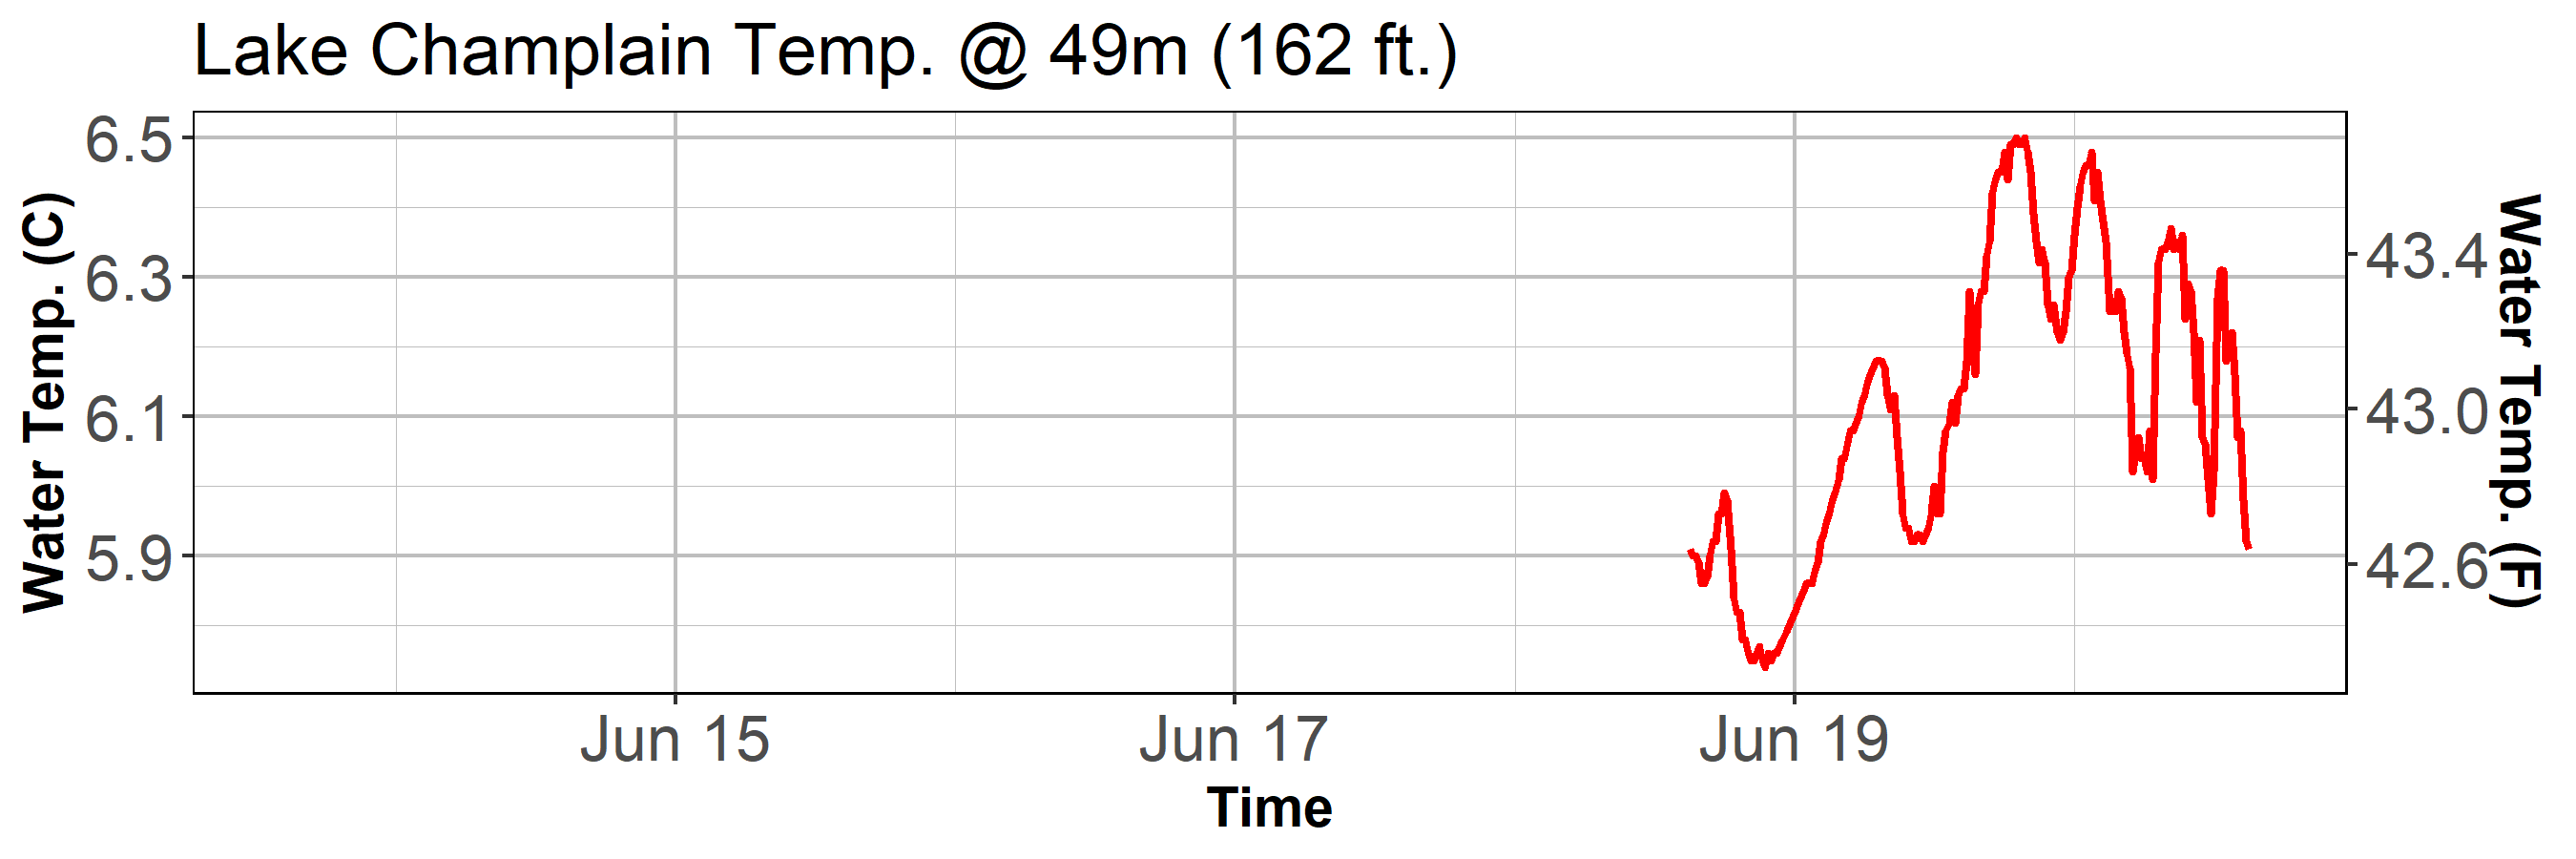 Lake Champlain Temp. @ 49m (162 ft.)
Water Temp. (C)
6.5
6.3
6.1
5.9
43.4
43.0
42.6
Water Temp. (F)
Jun 15 Jun 17 Jun 19
Time